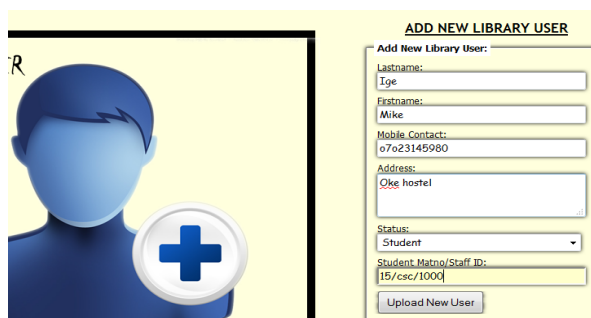 ADD NEW LIBRARY USER
Add New Library User:
Lastname:
Ige
Firstname:
Mike
Mobile Contact:
o7o23145980
Address:
Oke hostel
Status:
Student
Student Matno/Staff ID:
15/csc/1000
Upload New User